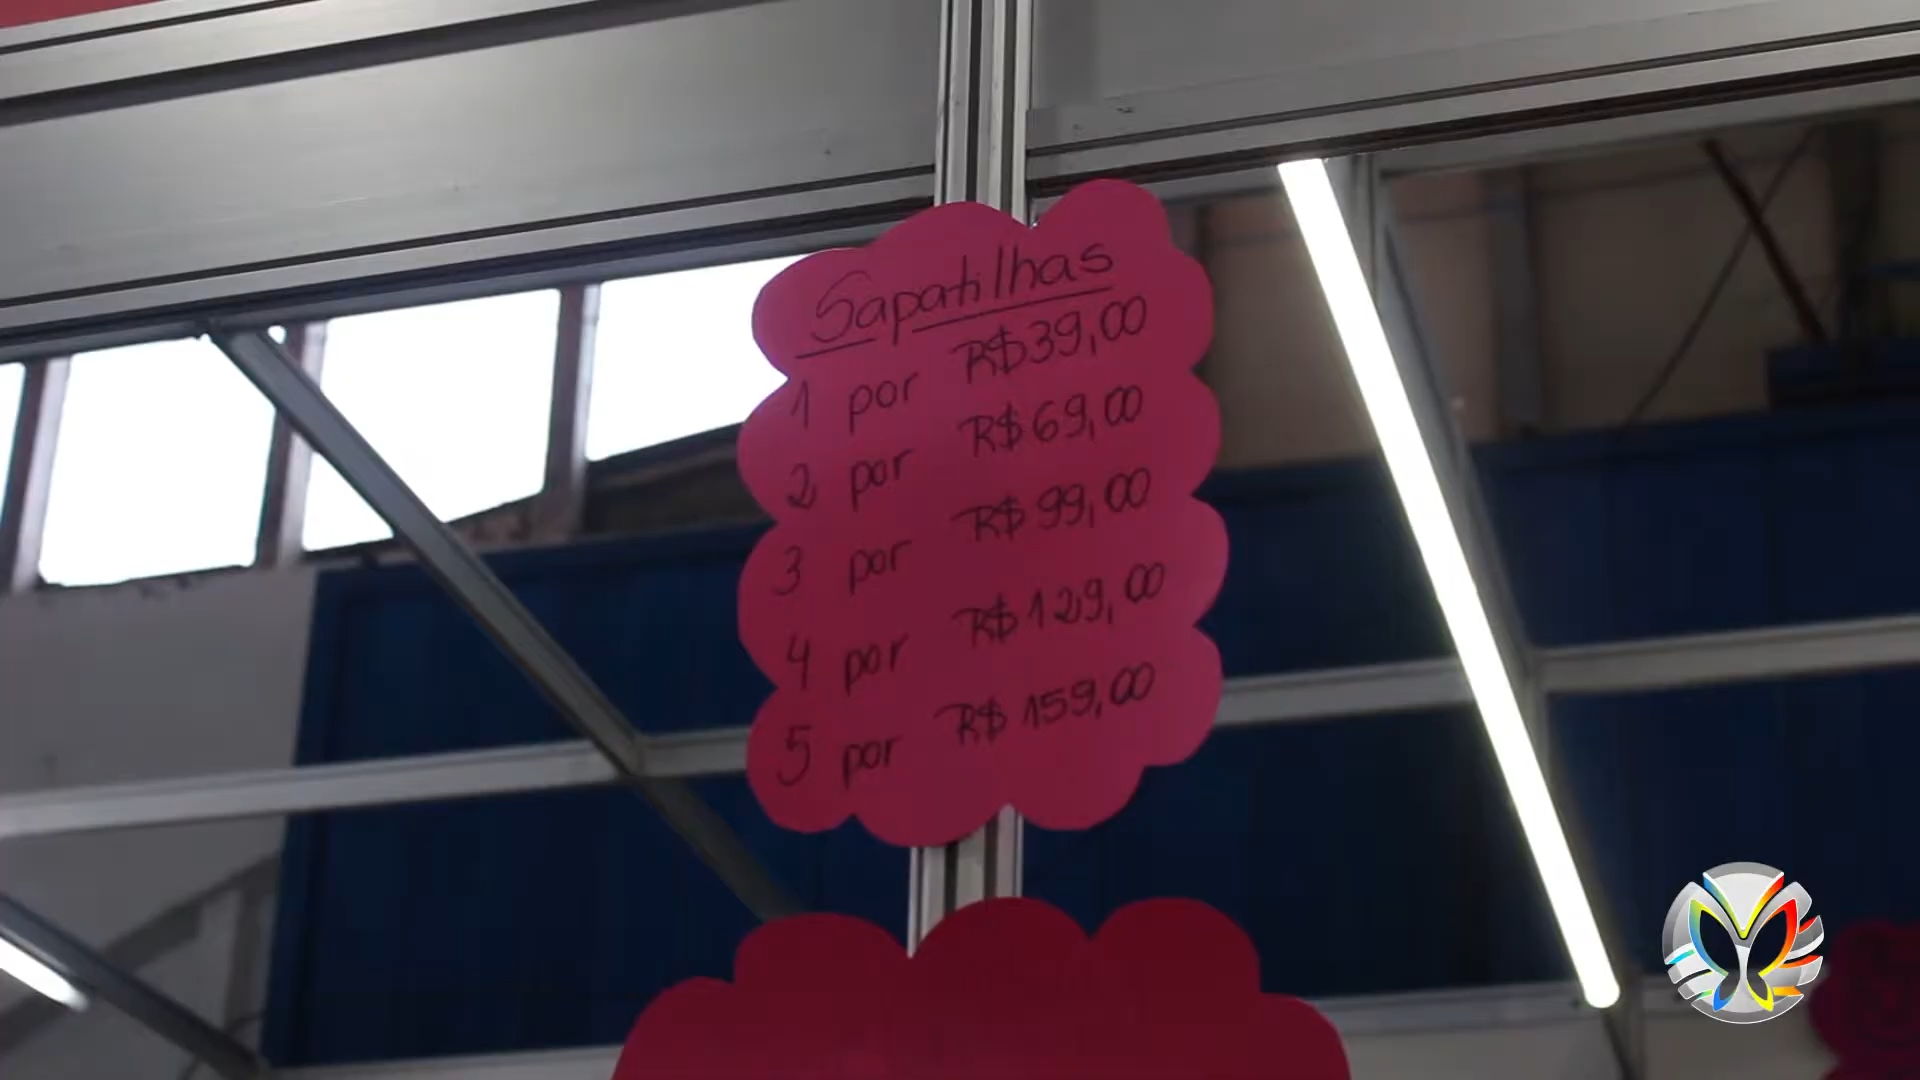 Sapatilhas
1 por R$39,00
2 por R$69,00
3 por R$99,00
4 por R$129,00
5 por R$159,00